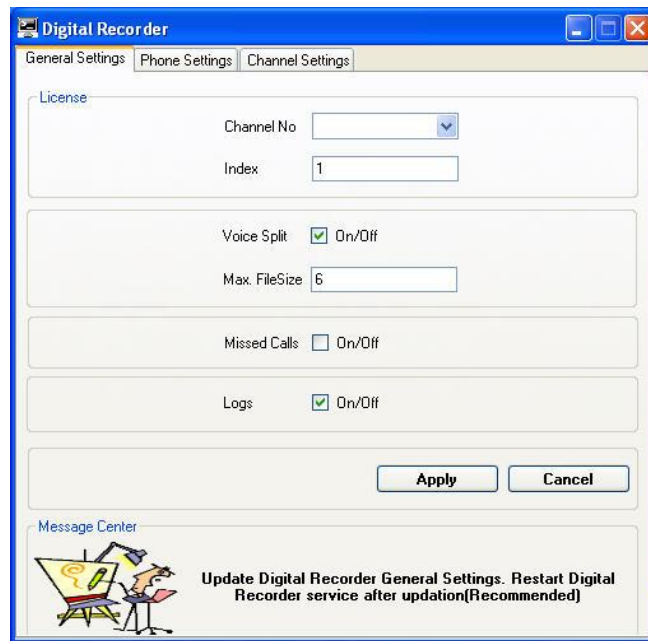 Digital Recorder
General Settings Phone Settings Channel Settings
License
Channel No
Index 1
Voice Split On/Off
Max. FileSize 6
Missed Calls On/Off
Logs On/Off
Apply Cancel
Message Center
Update Digital Recorder General Settings. Restart Digital
Recorder service after updation(Recommended)